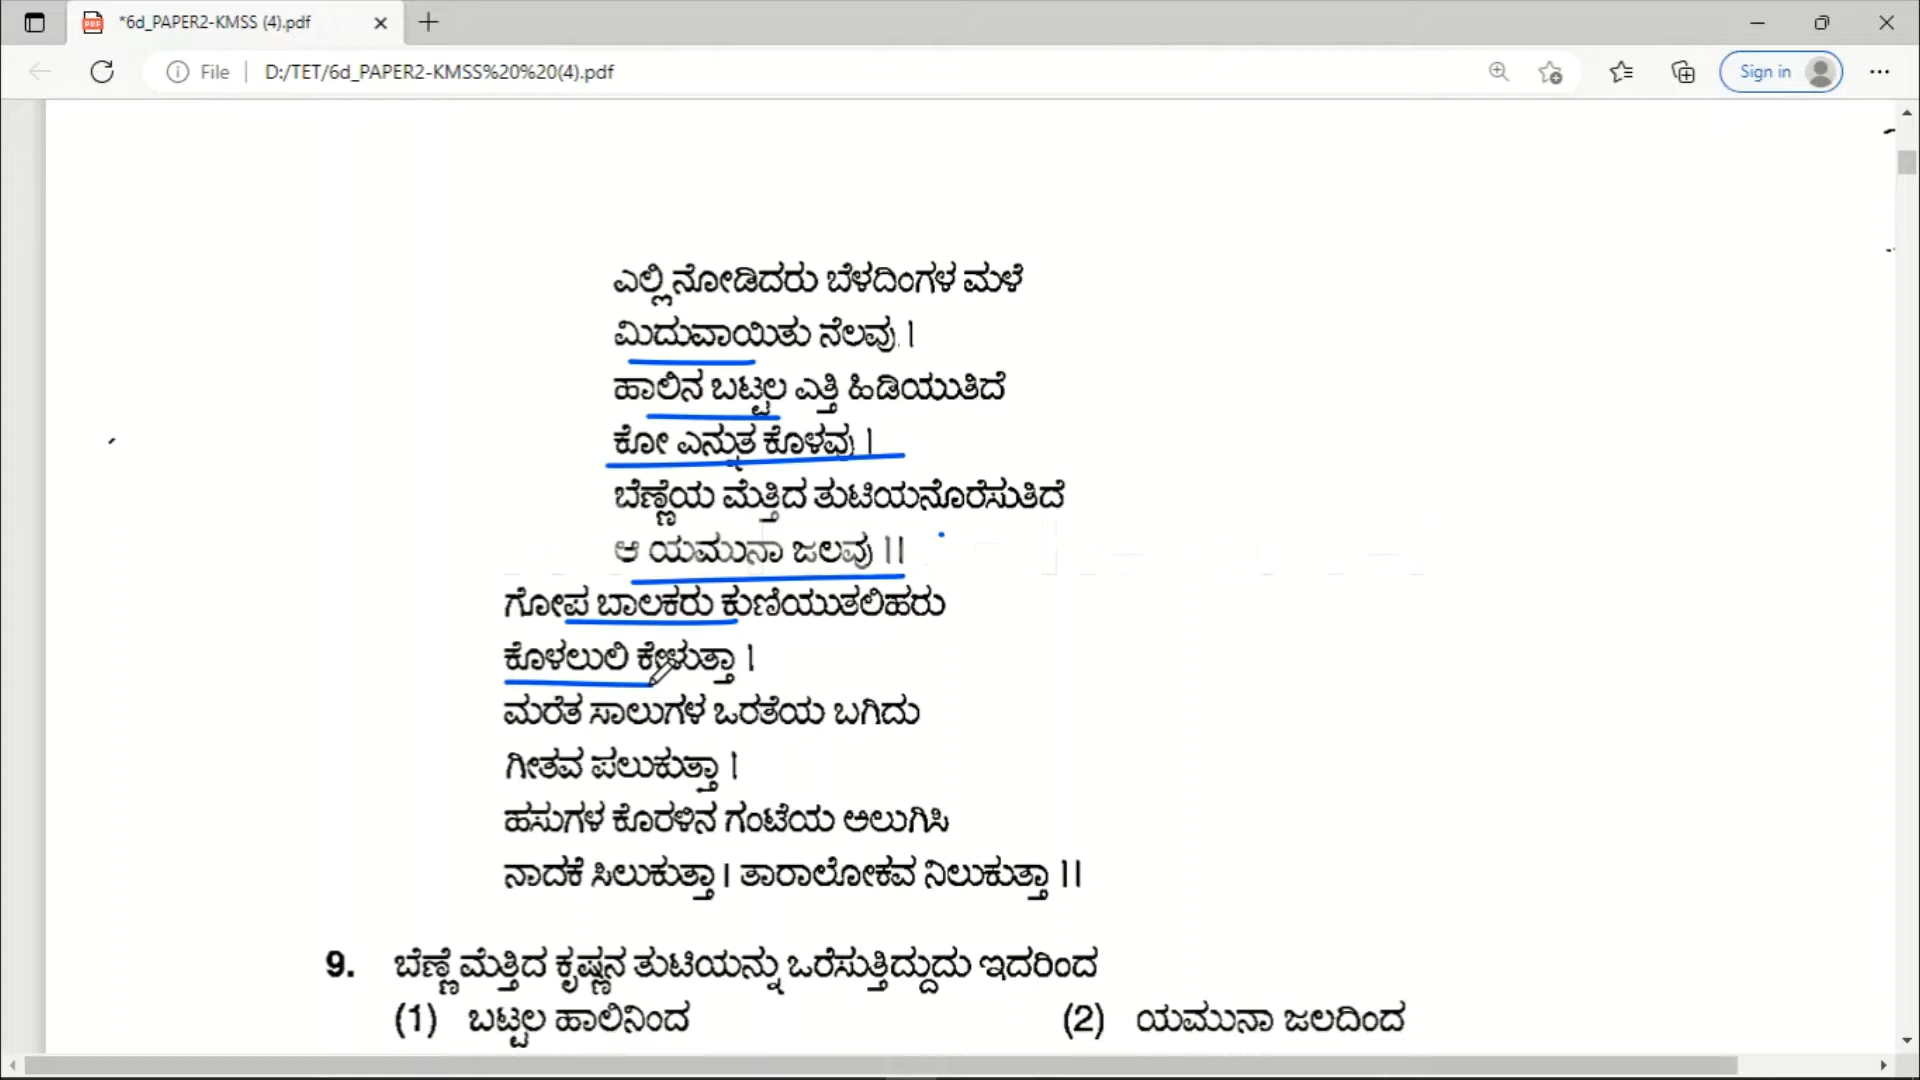 *6d_PAPER2-KMSS (4).pdf
File D:/TET/6d_PAPER2-KMSS%20%20(4).pdf Sign in
ಎಲ್ಲಿ ನೋಡಿದರು ಬೆಳದಿಂಗಳ ಮಳೆ
ಮಿದುವಾಯಿತು ನೆಲವು |
ಹಾಲಿನ ಬಟ್ಟಲ ಎತ್ತಿ ಹಿಡಿಯುತಿದೆ
ಕೋ ಎನುತ ಕೊಳವು |
ಬೆಣ್ಣೆಯ ಮೆತ್ತಿದ ತುಟಿಯನೊರೆಸುತಿದೆ
ಆ ಯಮುನಾ ಜಲವು ||
ಗೋಪ ಬಾಲಕರು ಕುಣಿಯುತಲಿಹರು
ಕೊಳಲುಲಿ ಕೇಳುತ್ತಾ |
ಮರೆತ ಸಾಲುಗಳ ಒರತೆಯ ಬಗಿದು
ಗೀತವ ಪಲುಕುತ್ತಾ |
ಹಸುಗಳ ಕೊರಳಿನ ಗಂಟೆಯ ಅಲುಗಿಸಿ
ನಾದಕೆ ಸಿಲುಕುತ್ತಾ | ತಾರಾಲೋಕವ ನಿಲುಕುತ್ತಾ ||
9. ಬೆಣ್ಣೆ ಮೆತ್ತಿದ ಕೃಷ್ಣನ ತುಟಿಯನ್ನು ಒರೆಸುತ್ತಿದ್ದುದು ಇದರಿಂದ
(1) ಬಟ್ಟಲ ಹಾಲಿನಿಂದ (2) ಯಮುನಾ ಜಲದಿಂದ